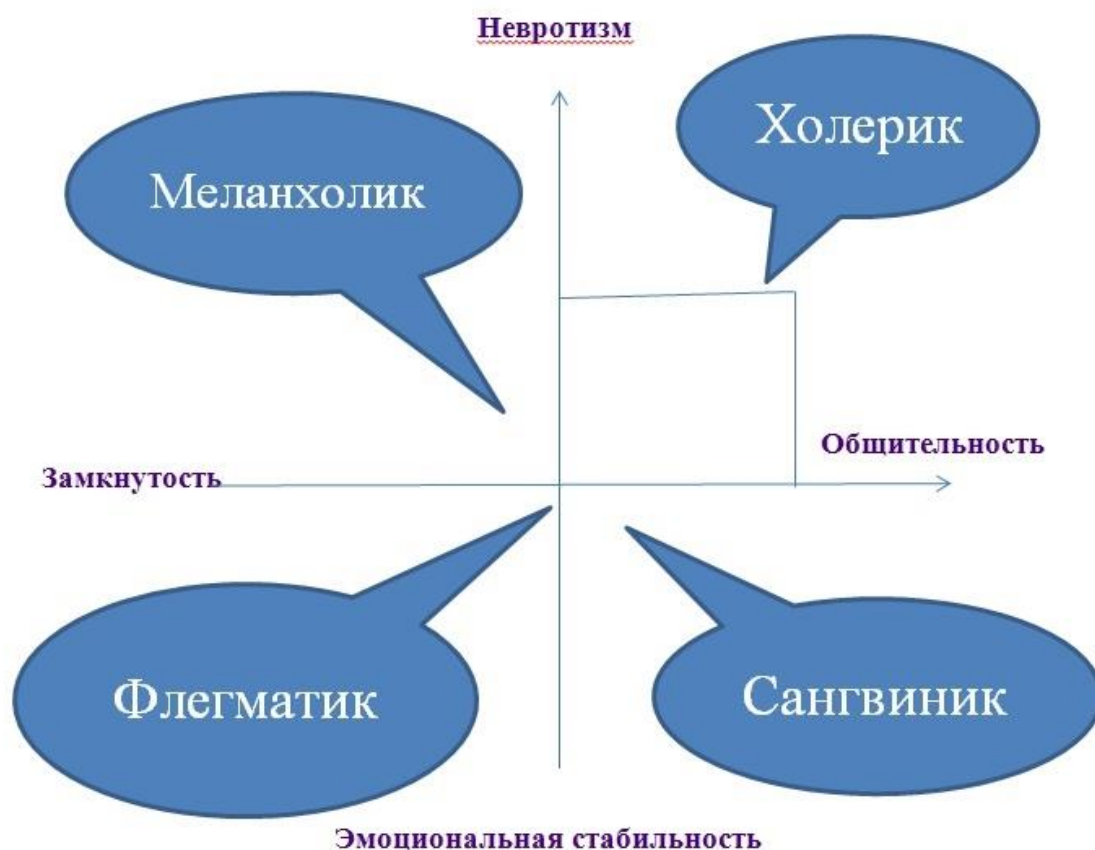 Невротизм
Холерик
Меланхолик
Общительность
Замкнутость
Флегматик
Сангвиник
Эмоциональная стабильность